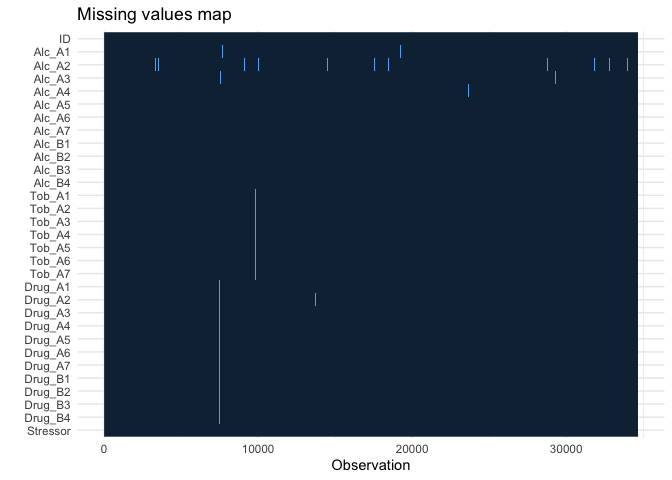 Missing values map
ID
Alc_A1
Alc_A2
Alc_A3
Alc_A4
Alc_A5
Alc_A6
Alc_A7
Alc_B1
Alc_B2
Alc_B3
Alc_B4
Tob_A1
Tob_A2
Tob_A3
Tob_A4
Tob_A5
Tob_A6
Tob_A7
Drug_A1
Drug_A2
Drug_A3
Drug_A4
Drug_A5
Drug_A6
Drug_A7
Drug_B1
Drug_B2
Drug_B3
Drug_B4
Stressor
0 10000 20000 30000
Observation